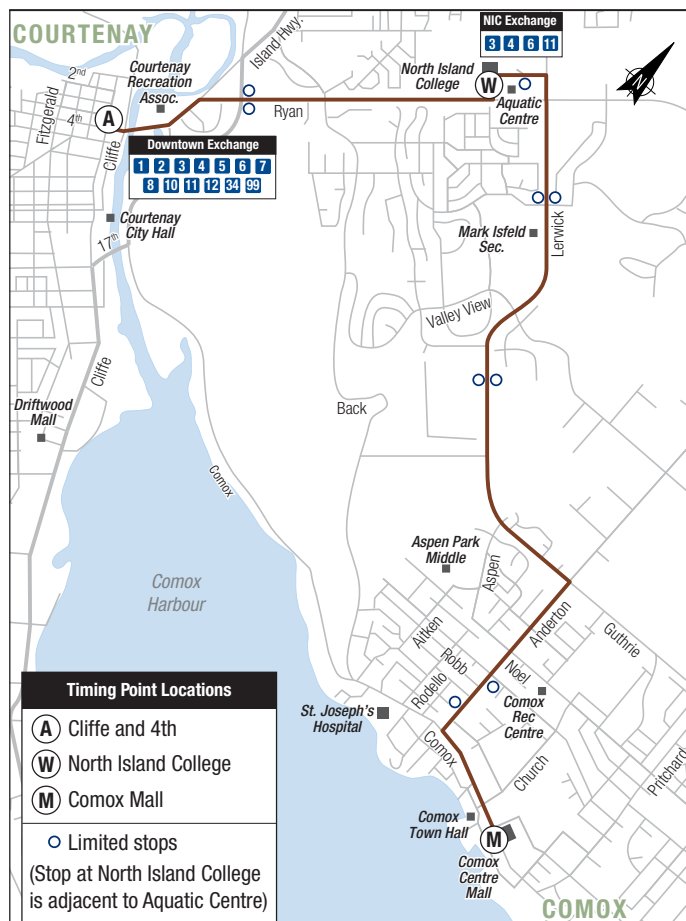 COURTENAY
2nd
Courtenay
Recreation
Assoc.
Island Hwy.
NIC Exchange
3 4 6 11
North Island
College
W
Aquatic
Centre
Fitzgerald
4th
A
Cliffe
Ryan
Downtown Exchange
1 2 3 4 5 6 7
8 10 11 12 34 99
Courtenay
City Hall
17th
Mark Isfeld
Sec.
Lerwick
Valley View
Cliffe
Back
Driftwood
Mall
Comox
Aspen Park
Middle
Aspen
Comox
Harbour
Aitken
Anderton
Guthrie
Robb
Noel
Rodello
Comox
Rec
Centre
St. Joseph's
Hospital
Comox
Church
Pritchard
Comox
Town Hall
M
Comox
Centre
Mall
COMOX
Timing Point Locations
A Cliffe and 4th
W North Island College
M Comox Mall
Limited stops
(Stop at North Island College
is adjacent to Aquatic Centre)